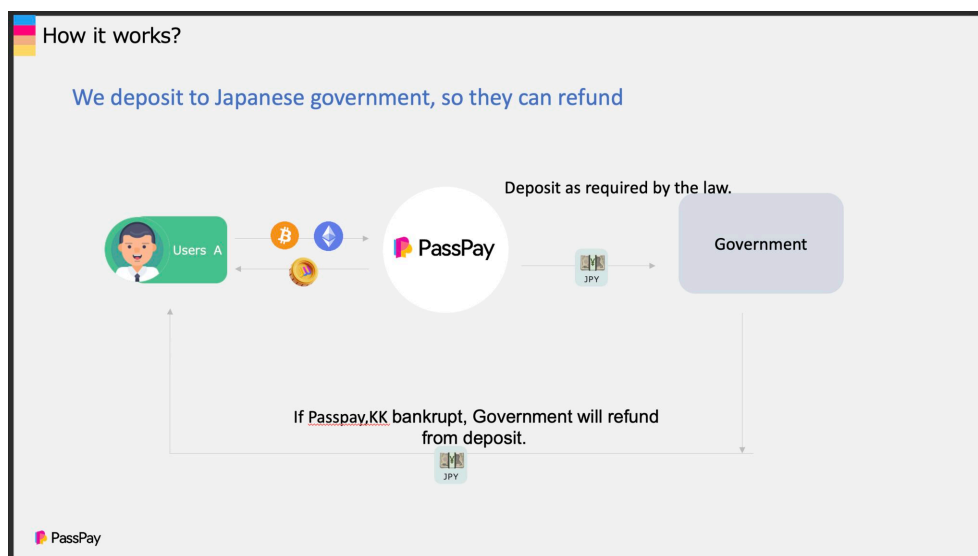 How it works?
We deposit to Japanese government, so they can refund
Deposit as required by the law.
Users A
PassPay
Government
JPY
If Passpay,KK bankrupt, Government will refund
from deposit.
JPY
PassPay